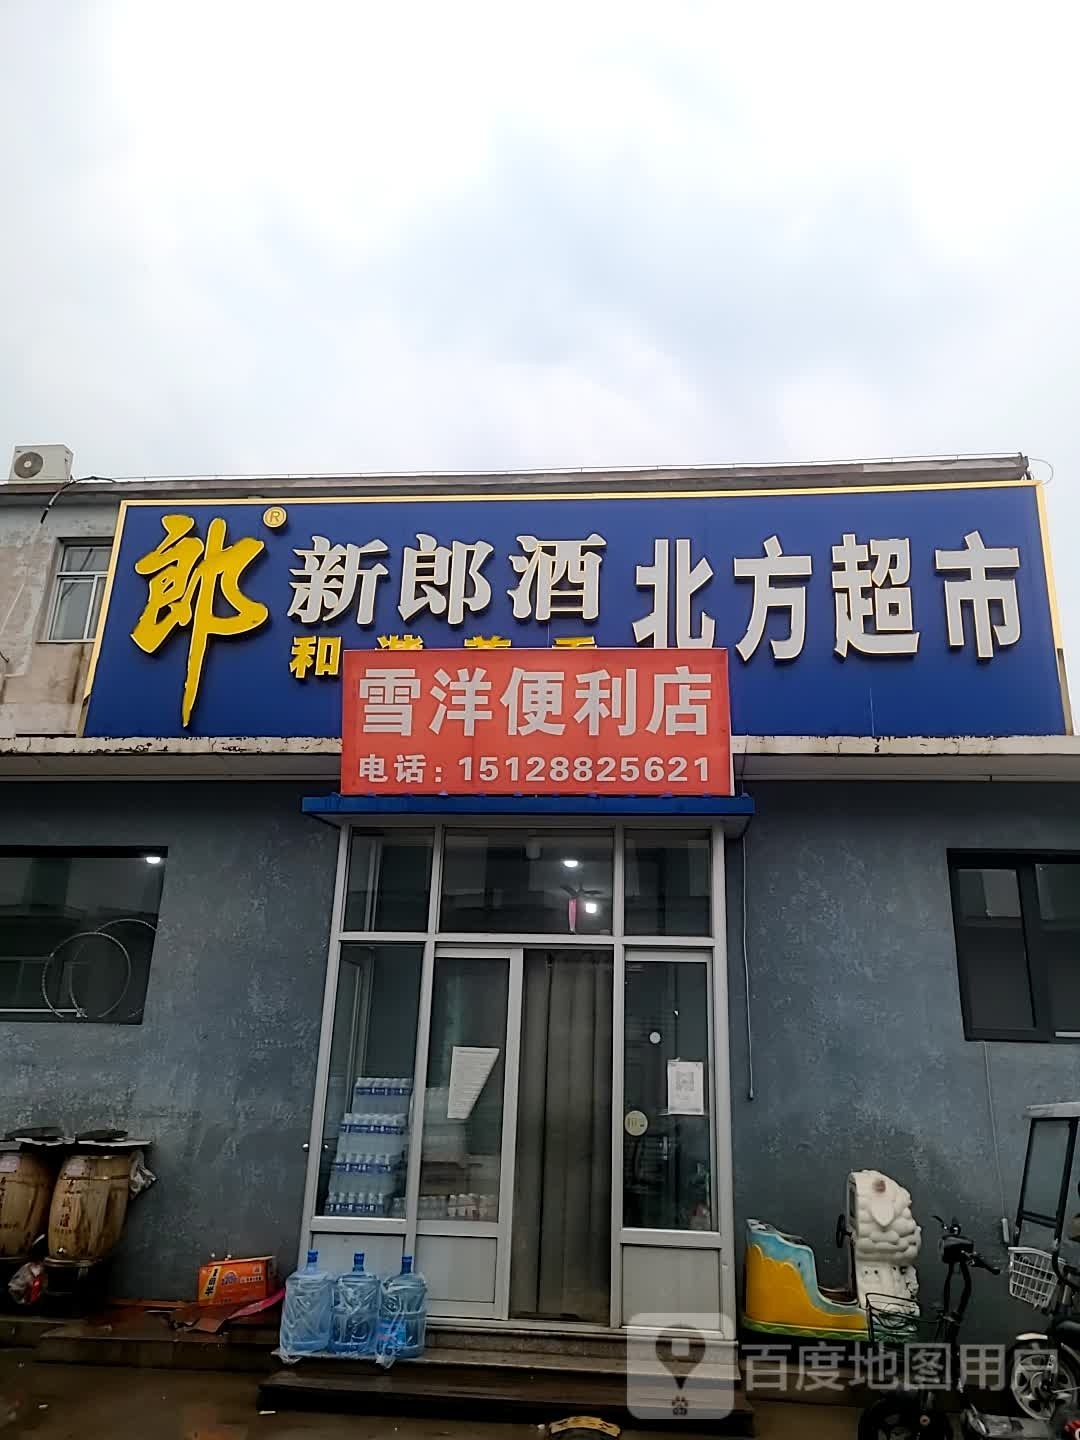 郎® 新郎酒 北方超市
和
雪洋便利店
电话：15128825621
百度地图用户